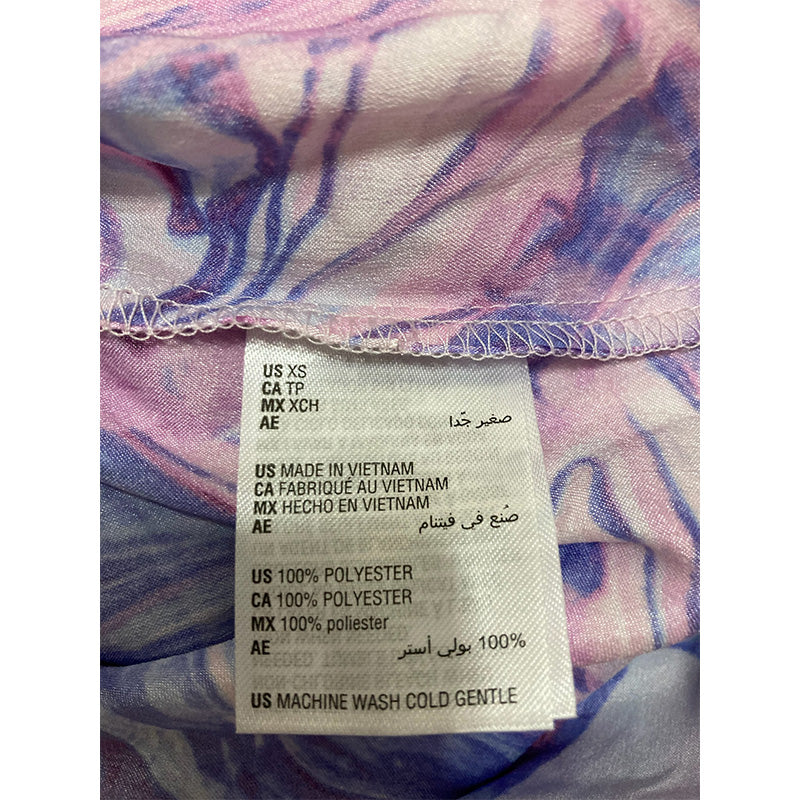 US XS
CA TP
MX XCH
AE صغير جّدا
US MADE IN VIETNAM
CA FABRIQUÉ AU VIETNAM
MX HECHO EN VIETNAM
AE صُنع في فيتنام
US 100% POLYESTER
CA 100% POLYESTER
MX 100% poliester
AE 100% بولي أستر
US MACHINE WASH COLD GENTLE